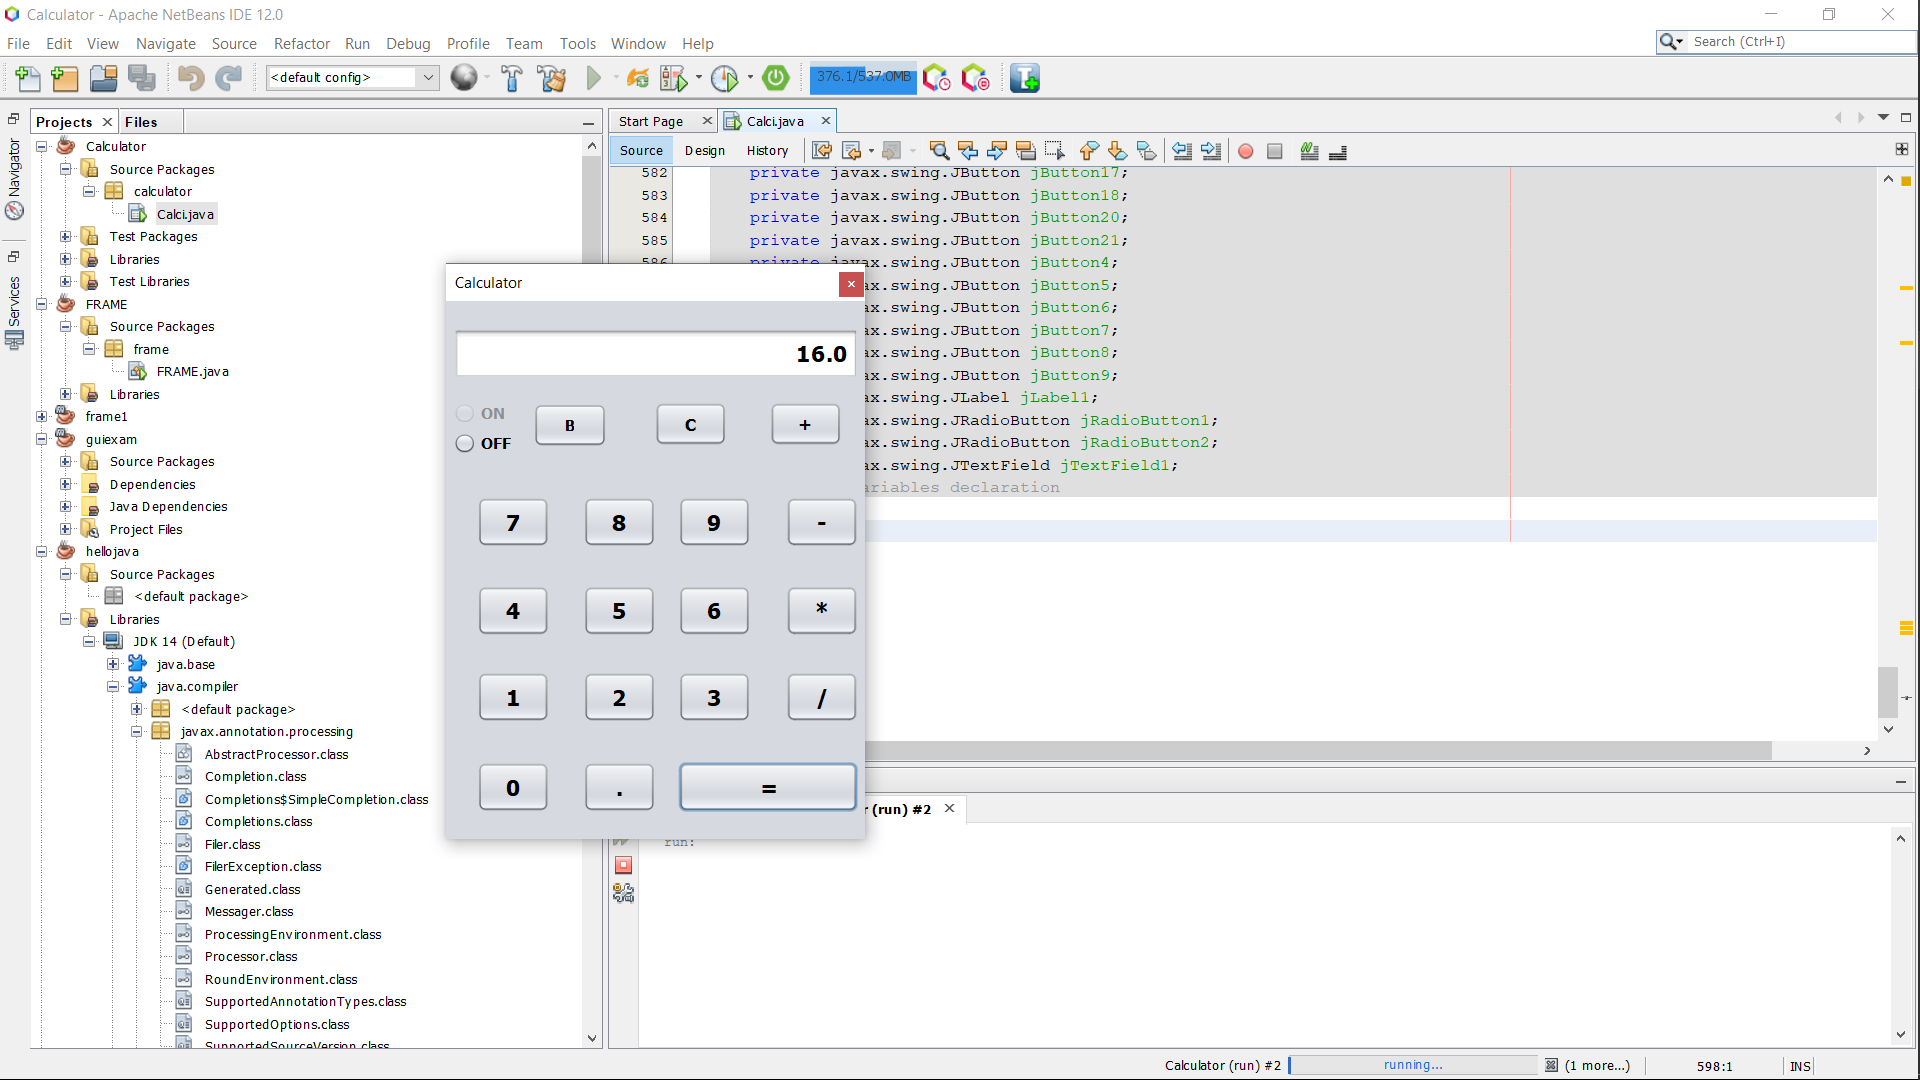 Calculator - Apache NetBeans IDE 12.0
File Edit View Navigate Source Refactor Run Debug Profile Team Tools Window Help
Search (Ctrl+I)
<default config>
376.1/537.0MB
Projects Files
Navigator
Services
Calculator
Source Packages
calculator
Calci.java
Test Packages
Libraries
Test Libraries
FRAME
Source Packages
frame
FRAME.java
Libraries
frame1
guiexam
Source Packages
Dependencies
Java Dependencies
Project Files
hellojava
Source Packages
<default package>
Libraries
JDK 14 (Default)
java.base
java.compiler
<default package>
javax.annotation.processing
AbstractProcessor.class
Completion.class
Completions$SimpleCompletion.class
Completions.class
Filer.class
FilerException.class
Generated.class
Messager.class
ProcessingEnvironment.class
Processor.class
RoundEnvironment.class
SupportedAnnotationTypes.class
SupportedOptions.class
SupportedSourceVersion.class
Start Page Calci.java
Source Design History
582 private javax.swing.JButton jButton17;
583 private javax.swing.JButton jButton18;
584 private javax.swing.JButton jButton20;
585 private javax.swing.JButton jButton21;
586 private javax.swing.JButton jButton4;
ax.swing.JButton jButton5;
ax.swing.JButton jButton6;
ax.swing.JButton jButton7;
ax.swing.JButton jButton8;
ax.swing.JButton jButton9;
ax.swing.JLabel jLabel1;
ax.swing.JRadioButton jRadioButton1;
ax.swing.JRadioButton jRadioButton2;
ax.swing.JTextField jTextField1;
ariables declaration
Calculator
16.0
ON
OFF
B C +
7 8 9 -
4 5 6 *
1 2 3 /
0 . =
r (run) #2
run:
Calculator (run) #2 running... (1 more...) 598:1 INS